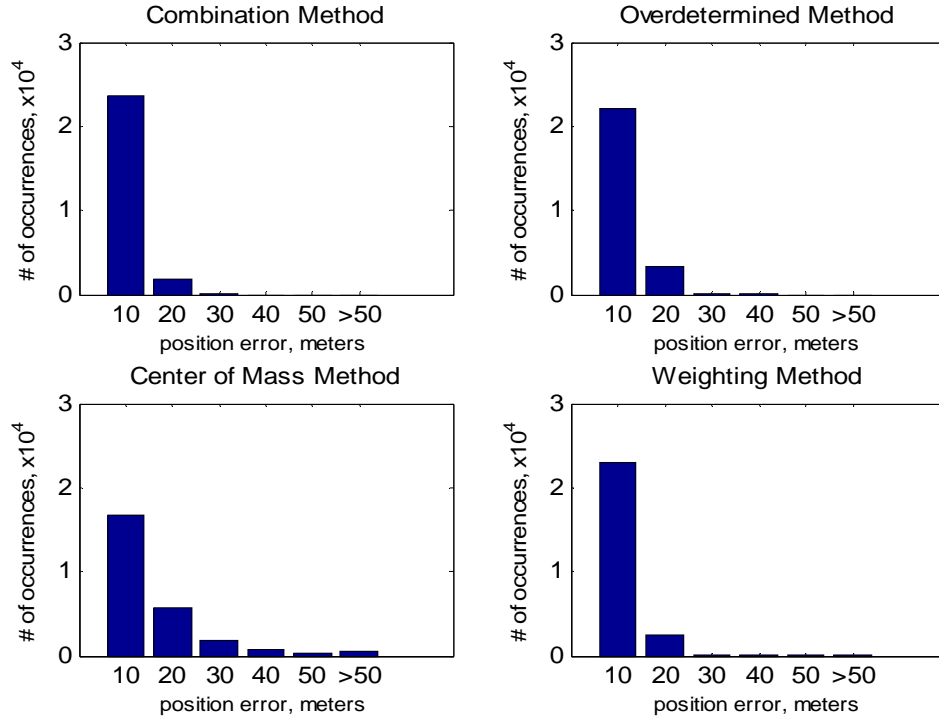 Combination Method
# of occurrences, x10^4
3
2
1
0
10 20 30 40 50 >50
position error, meters
Overdetermined Method
# of occurrences, x10^4
3
2
1
0
10 20 30 40 50 >50
position error, meters
Center of Mass Method
# of occurrences, x10^4
3
2
1
0
10 20 30 40 50 >50
position error, meters
Weighting Method
# of occurrences, x10^4
3
2
1
0
10 20 30 40 50 >50
position error, meters